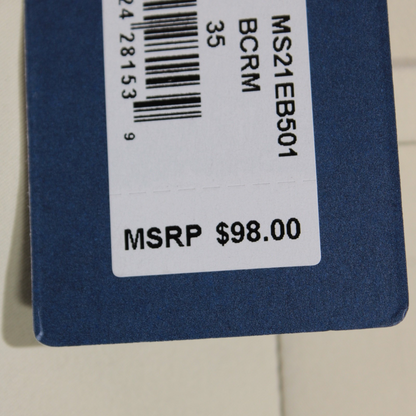 MS21EB501
BCRM
35
24 28153 9
MSRP $98.00